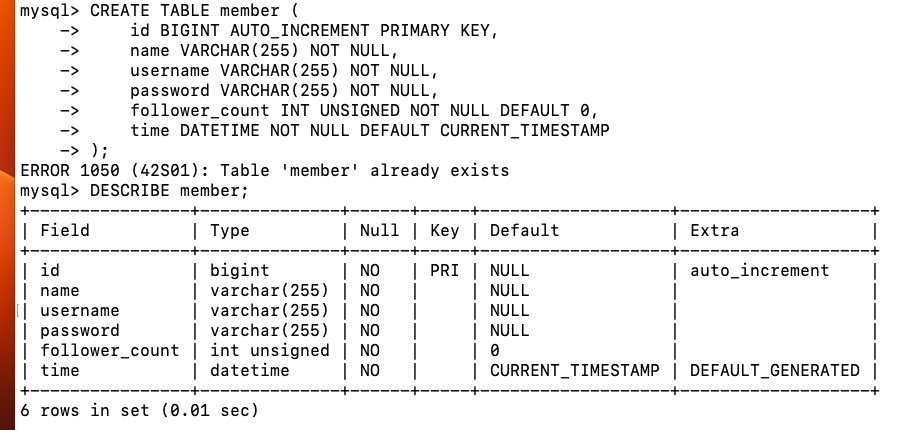 mysql> CREATE TABLE member (
    ->     id BIGINT AUTO_INCREMENT PRIMARY KEY,
    ->     name VARCHAR(255) NOT NULL,
    ->     username VARCHAR(255) NOT NULL,
    ->     password VARCHAR(255) NOT NULL,
    ->     follower_count INT UNSIGNED NOT NULL DEFAULT 0,
    ->     time DATETIME NOT NULL DEFAULT CURRENT_TIMESTAMP
    -> );
ERROR 1050 (42S01): Table 'member' already exists
mysql> DESCRIBE member;
+----------------+--------------+------+-----+-------------------+-------------------+
| Field          | Type         | Null | Key | Default           | Extra             |
+----------------+--------------+------+-----+-------------------+-------------------+
| id             | bigint       | NO   | PRI | NULL              | auto_increment    |
| name           | varchar(255) | NO   |     | NULL              |                   |
| username       | varchar(255) | NO   |     | NULL              |                   |
| password       | varchar(255) | NO   |     | NULL              |                   |
| follower_count | int unsigned | NO   |     | 0                 |                   |
| time           | datetime     | NO   |     | CURRENT_TIMESTAMP | DEFAULT_GENERATED |
+----------------+--------------+------+-----+-------------------+-------------------+
6 rows in set (0.01 sec)